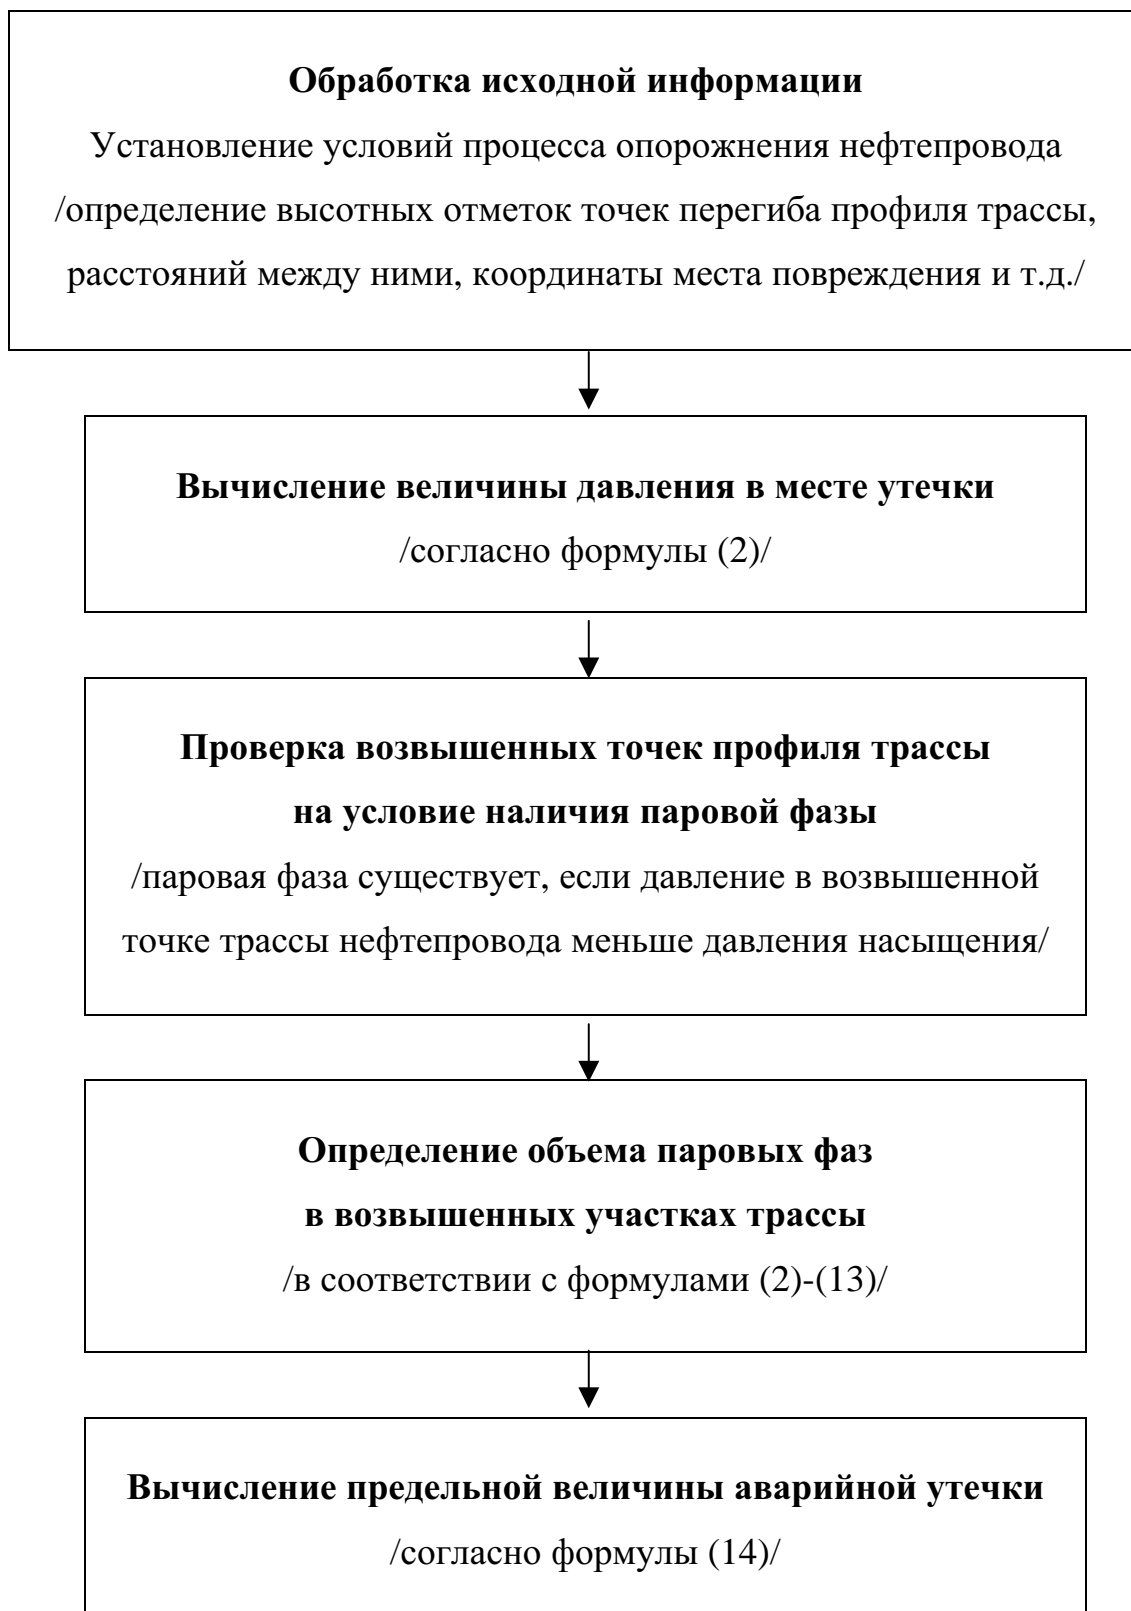 Обработка исходной информации
Установление условий процесса опорожнения нефтепровода
/определение высотных отметок точек перегиба профиля трассы,
расстояний между ними, координаты места повреждения и т.д./
Вычисление величины давления в месте утечки
/согласно формулы (2)/
Проверка возвышенных точек профиля трассы
на условие наличия паровой фазы
/паровая фаза существует, если давление в возвышенной
точке трассы нефтепровода меньше давления насыщения/
Определение объема паровых фаз
в возвышенных участках трассы
/в соответствии с формулами (2)-(13)/
Вычисление предельной величины аварийной утечки
/согласно формулы (14)/